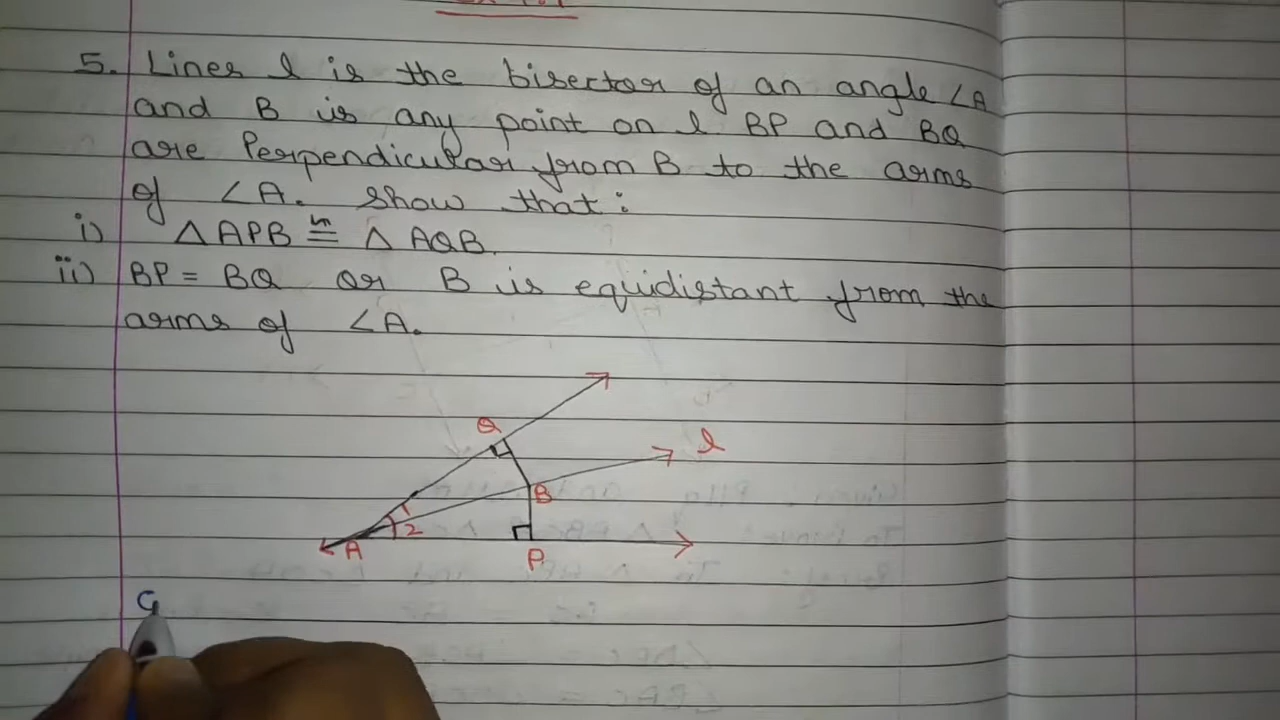 5. Lines l is the bisector of an angle ∠A
and B is any point on l BP and BQ
are Perpendicular from B to the arms
of ∠A. Show that:
i) △ APB ≅ △ AQB.
ii) BP = BQ or B is equidistant from the
arms of ∠A.
Q
l
B
1
2
A
P
G